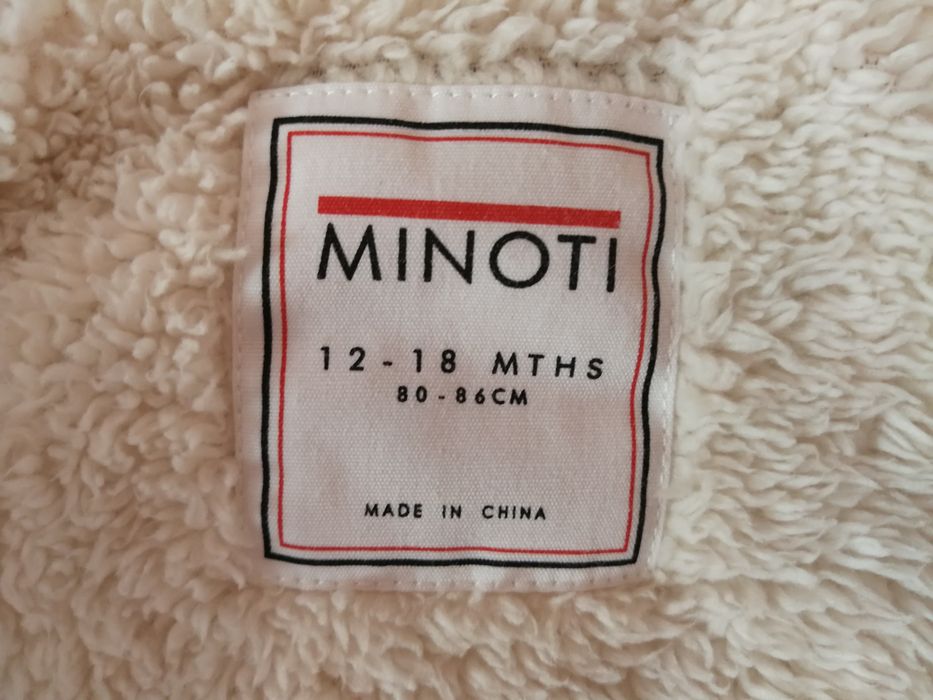 MINOTI
12 - 18 MTHS
80 - 86CM
MADE IN CHINA